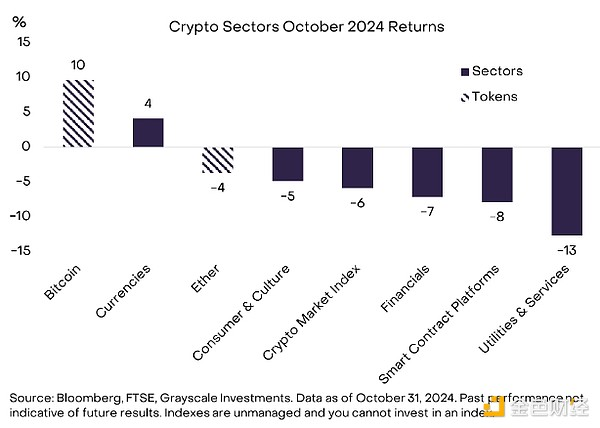 %
Crypto Sectors October 2024 Returns
15
10
5
0
-5
-10
-15
Sectors
Tokens
10
4
-4
-5
-6
-7
-8
-13
Bitcoin
Currencies
Ether
Consumer & Culture
Crypto Market Index
Financials
Smart Contract Platforms
Utilities & Services
Source: Bloomberg, FTSE, Grayscale Investments. Data as of October 31, 2024. Past performance not
indicative of future results. Indexes are unmanaged and you cannot invest in an index.
金色财经